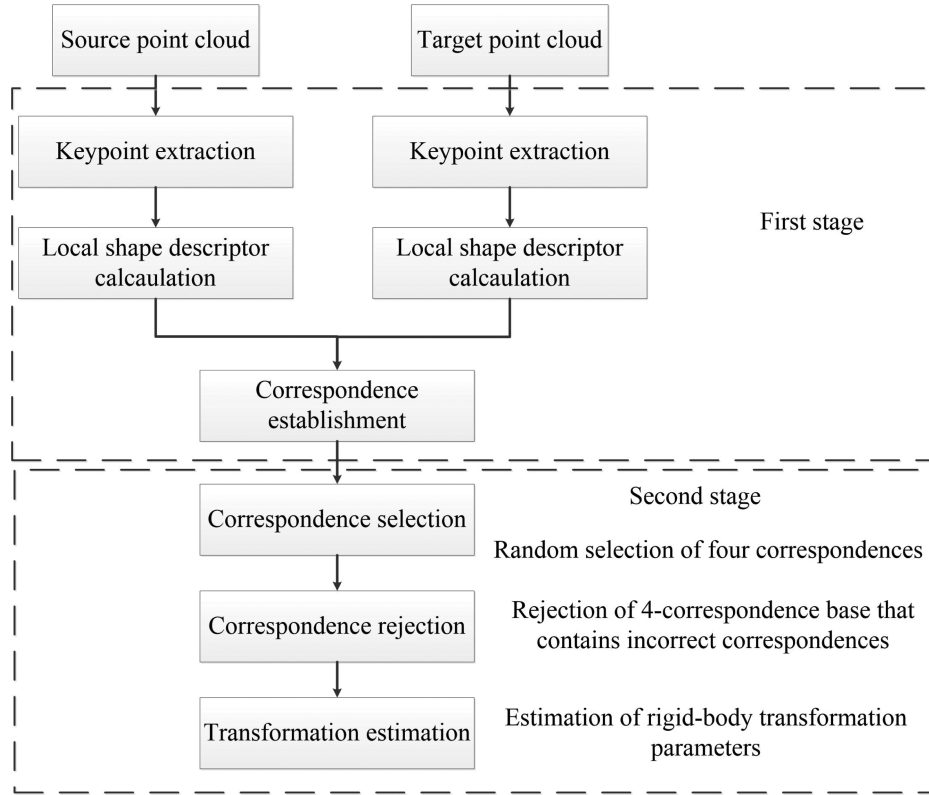 Source point cloud
Target point cloud
Keypoint extraction
Keypoint extraction
First stage
Local shape descriptor
calcaulation
Local shape descriptor
calcaulation
Correspondence
establishment
Second stage
Correspondence selection
Random selection of four correspondences
Correspondence rejection
Rejection of 4-correspondence base that
contains incorrect correspondences
Transformation estimation
Estimation of rigid-body transformation
parameters